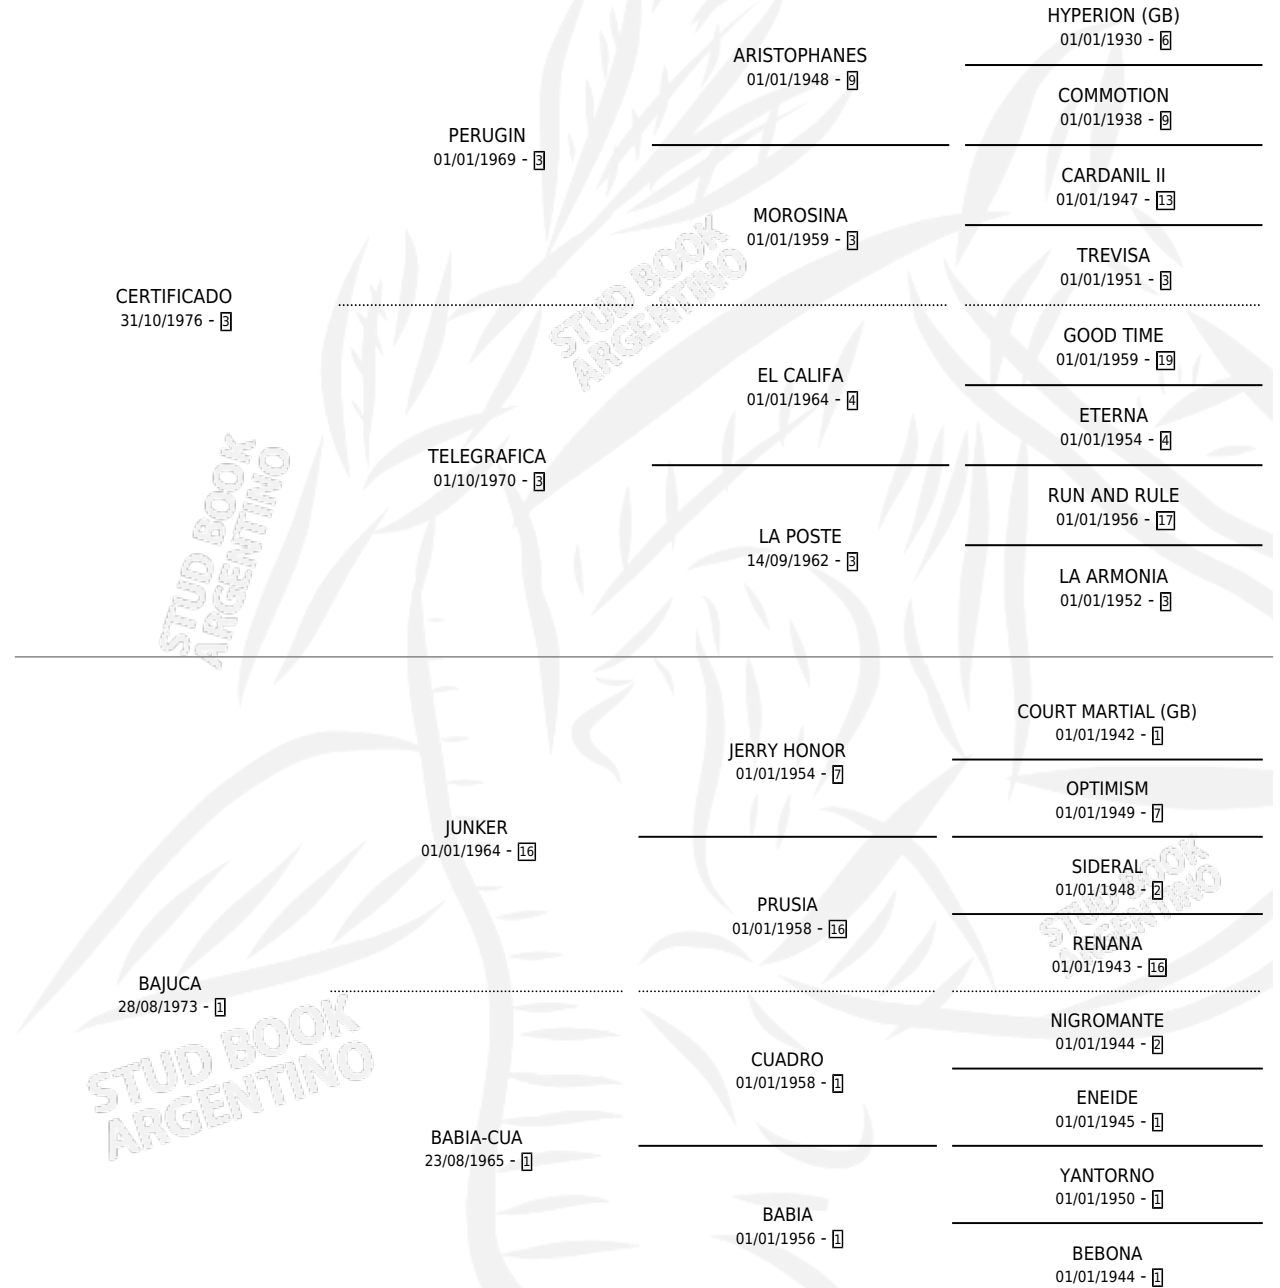 HYPERION (GB)
01/01/1930 - 6
ARISTOPHANES
01/01/1948 - 9
COMMOTION
01/01/1938 - 9
PERUGIN
01/01/1969 - 3
CARDANIL II
01/01/1947 - 13
MOROSINA
01/01/1959 - 3
TREVISA
01/01/1951 - 3
CERTIFICADO
31/10/1976 - 3
GOOD TIME
01/01/1959 - 19
EL CALIFA
01/01/1964 - 4
ETERNA
01/01/1954 - 4
TELEGRAFICA
01/10/1970 - 3
RUN AND RULE
01/01/1956 - 17
LA POSTE
14/09/1962 - 3
LA ARMONIA
01/01/1952 - 3
STUD BOOK
ARGENTINO
STUD BOOK
ARGENTINO
COURT MARTIAL (GB)
01/01/1942 - 1
JERRY HONOR
01/01/1954 - 7
OPTIMISM
01/01/1949 - 7
JUNKER
01/01/1964 - 16
SIDERAL
01/01/1948 - 2
PRUSIA
01/01/1958 - 16
RENANA
01/01/1943 - 16
BAJUCA
28/08/1973 - 1
NIGROMANTE
01/01/1944 - 2
CUADRO
01/01/1958 - 1
ENEIDE
01/01/1945 - 1
BABIA-CUA
23/08/1965 - 1
YANTORNO
01/01/1950 - 1
BABIA
01/01/1956 - 1
BEBONA
01/01/1944 - 1
STUD BOOK
ARGENTINO
STUD BOOK
ARGENTINO